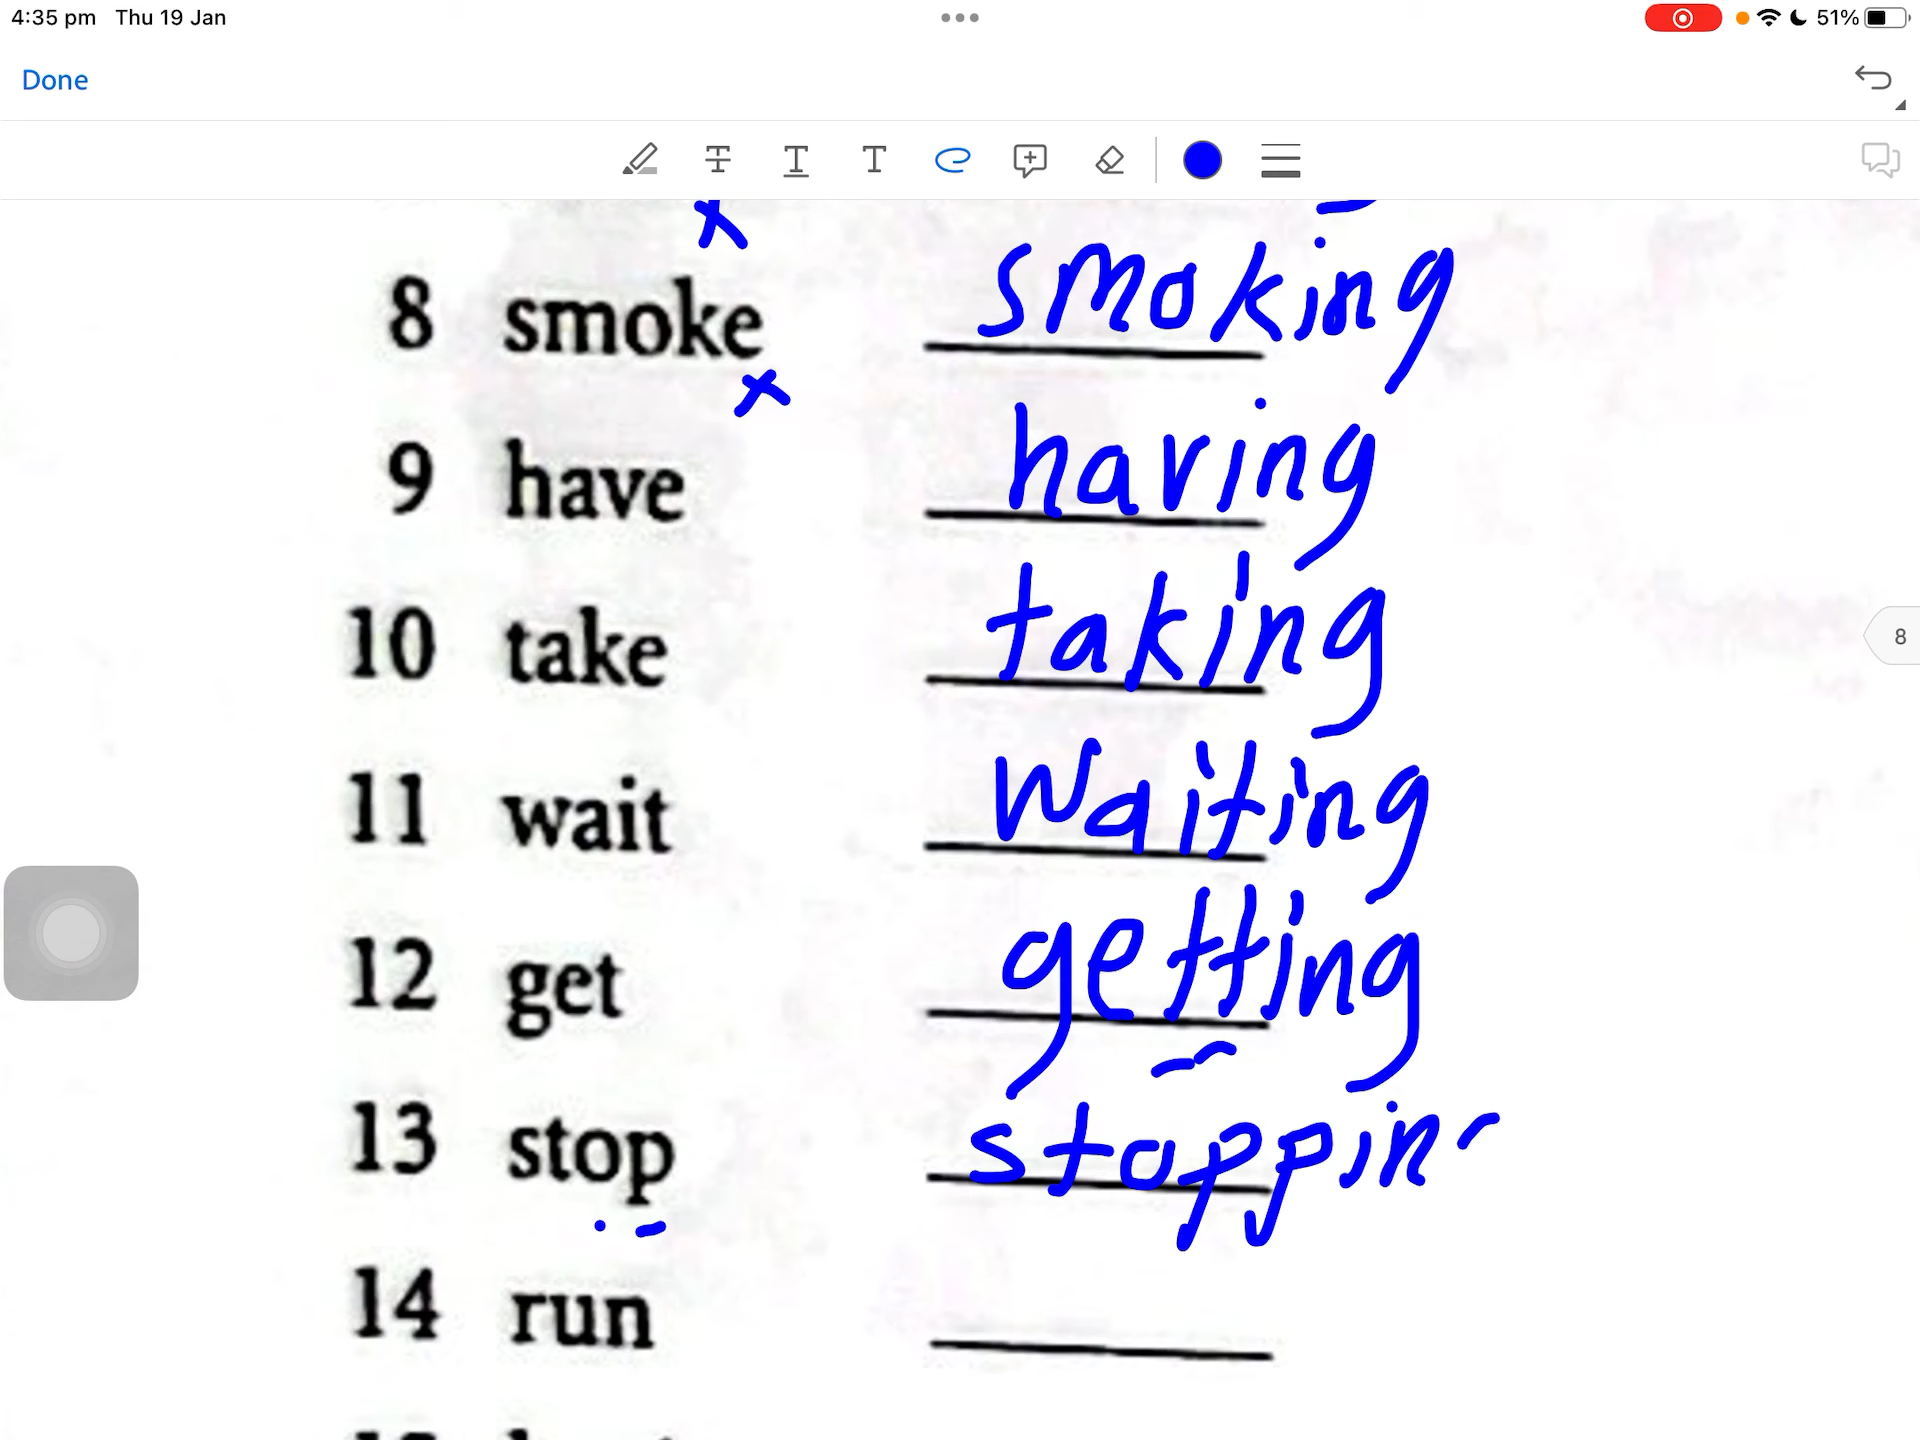 4:35 pm Thu 19 Jan
51%
Done
T T T
8 smoke smoking
9 have having
10 take taking
11 wait waiting
12 get getting
13 stop stoppin
14 run
8